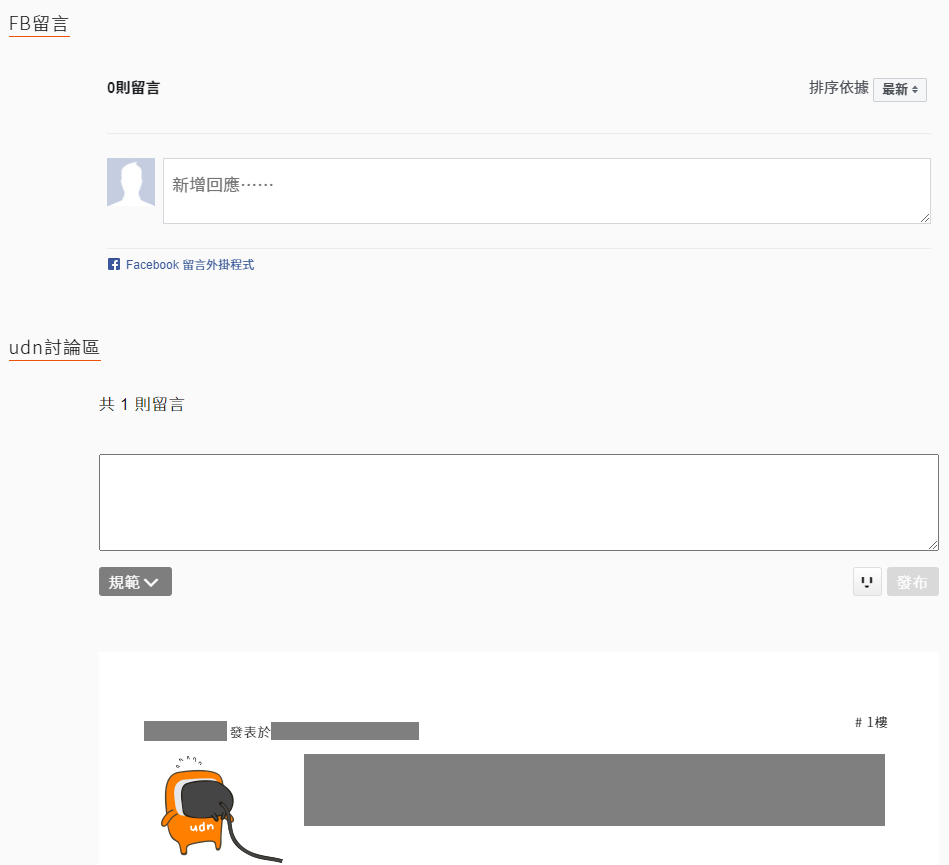 FB留言
0則留言
排序依據 最新
新增回應⋯⋯
Facebook 留言外掛程式
udn討論區
共 1 則留言
規範
發布
發表於
# 1樓
udn